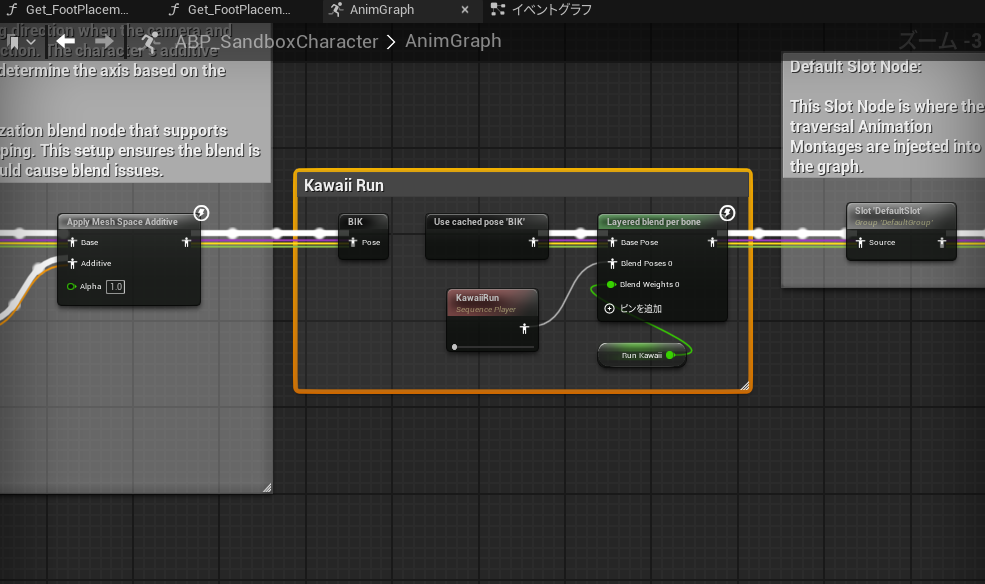 Get_FootPlacem...
Get_FootPlacem...
AnimGraph
イベントグラフ
ABP_SandboxCharacter
AnimGraph
ズーム -3
g direction when the camera and
ction. The character's additive
determine the axis based on the
zation blend node that supports
ping. This setup ensures the blend is
uld cause blend issues.
Default Slot Node:
This Slot Node is where the
traversal Animation
Montages are injected into
the graph.
Kawaii Run
Apply Mesh Space Additive
Base
Additive
Alpha 1.0
BIK
Pose
Use cached pose 'BIK'
KawaiiRun
Sequence Player
Layered blend per bone
Base Pose
Blend Poses 0
Blend Weights 0
ピンを追加
Run Kawaii
Slot 'DefaultSlot'
Group 'DefaultGroup'
Source